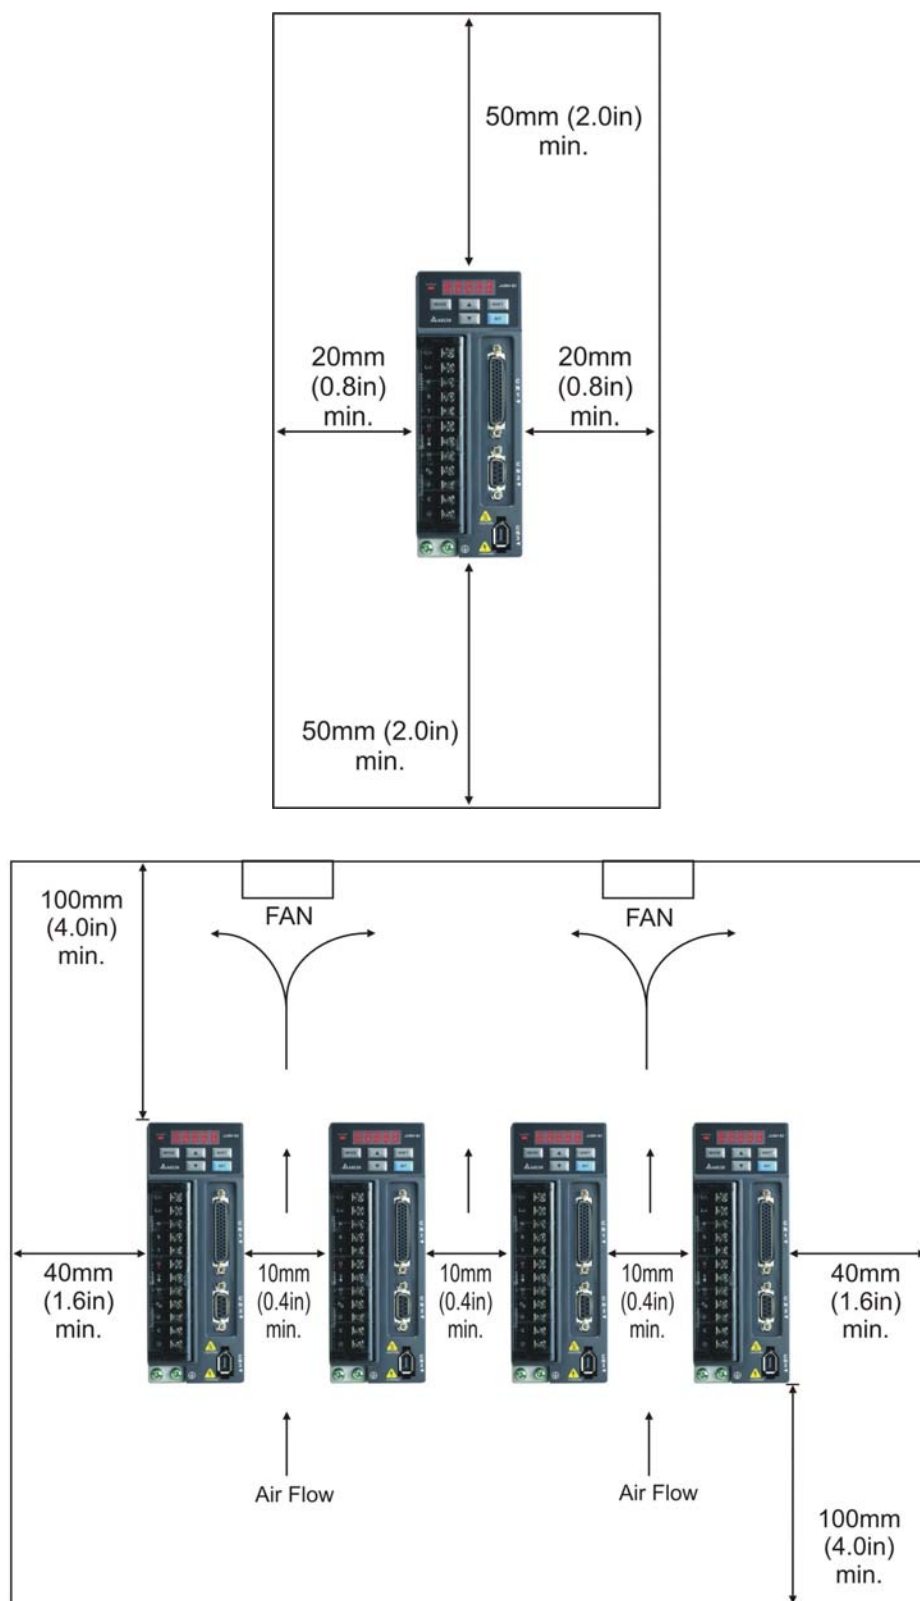 50mm (2.0in)
min.
20mm
(0.8in)
min.
20mm
(0.8in)
min.
50mm (2.0in)
min.
100mm
(4.0in)
min.
FAN
FAN
40mm
(1.6in)
min.
10mm
(0.4in)
min.
10mm
(0.4in)
min.
10mm
(0.4in)
min.
40mm
(1.6in)
min.
Air Flow
Air Flow
100mm
(4.0in)
min.